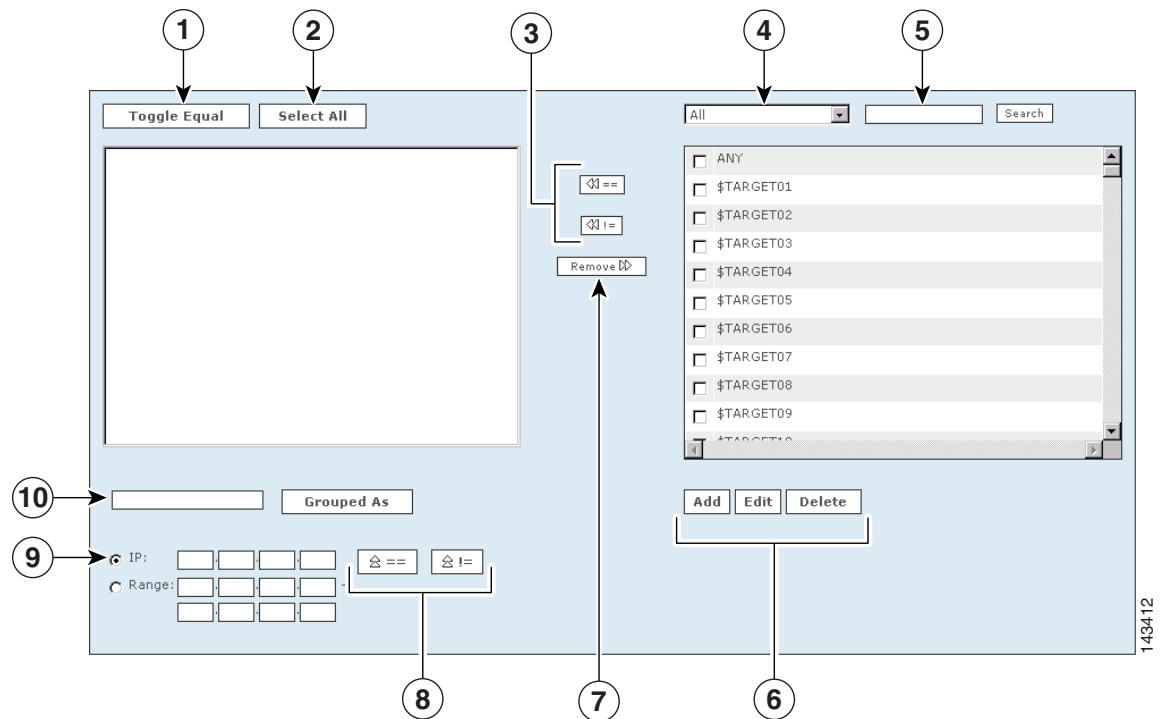 1 2 3 4 5
Toggle Equal Select All All Search
ANY
==
$TARGET01
$TARGET02
!=
$TARGET03
Remove
$TARGET04
$TARGET05
$TARGET06
$TARGET07
$TARGET08
$TARGET09
$TARGET10
10 Grouped As Add Edit Delete
9 IP: . . . == !=
Range: . . . -
. . .
8 7 6
143412